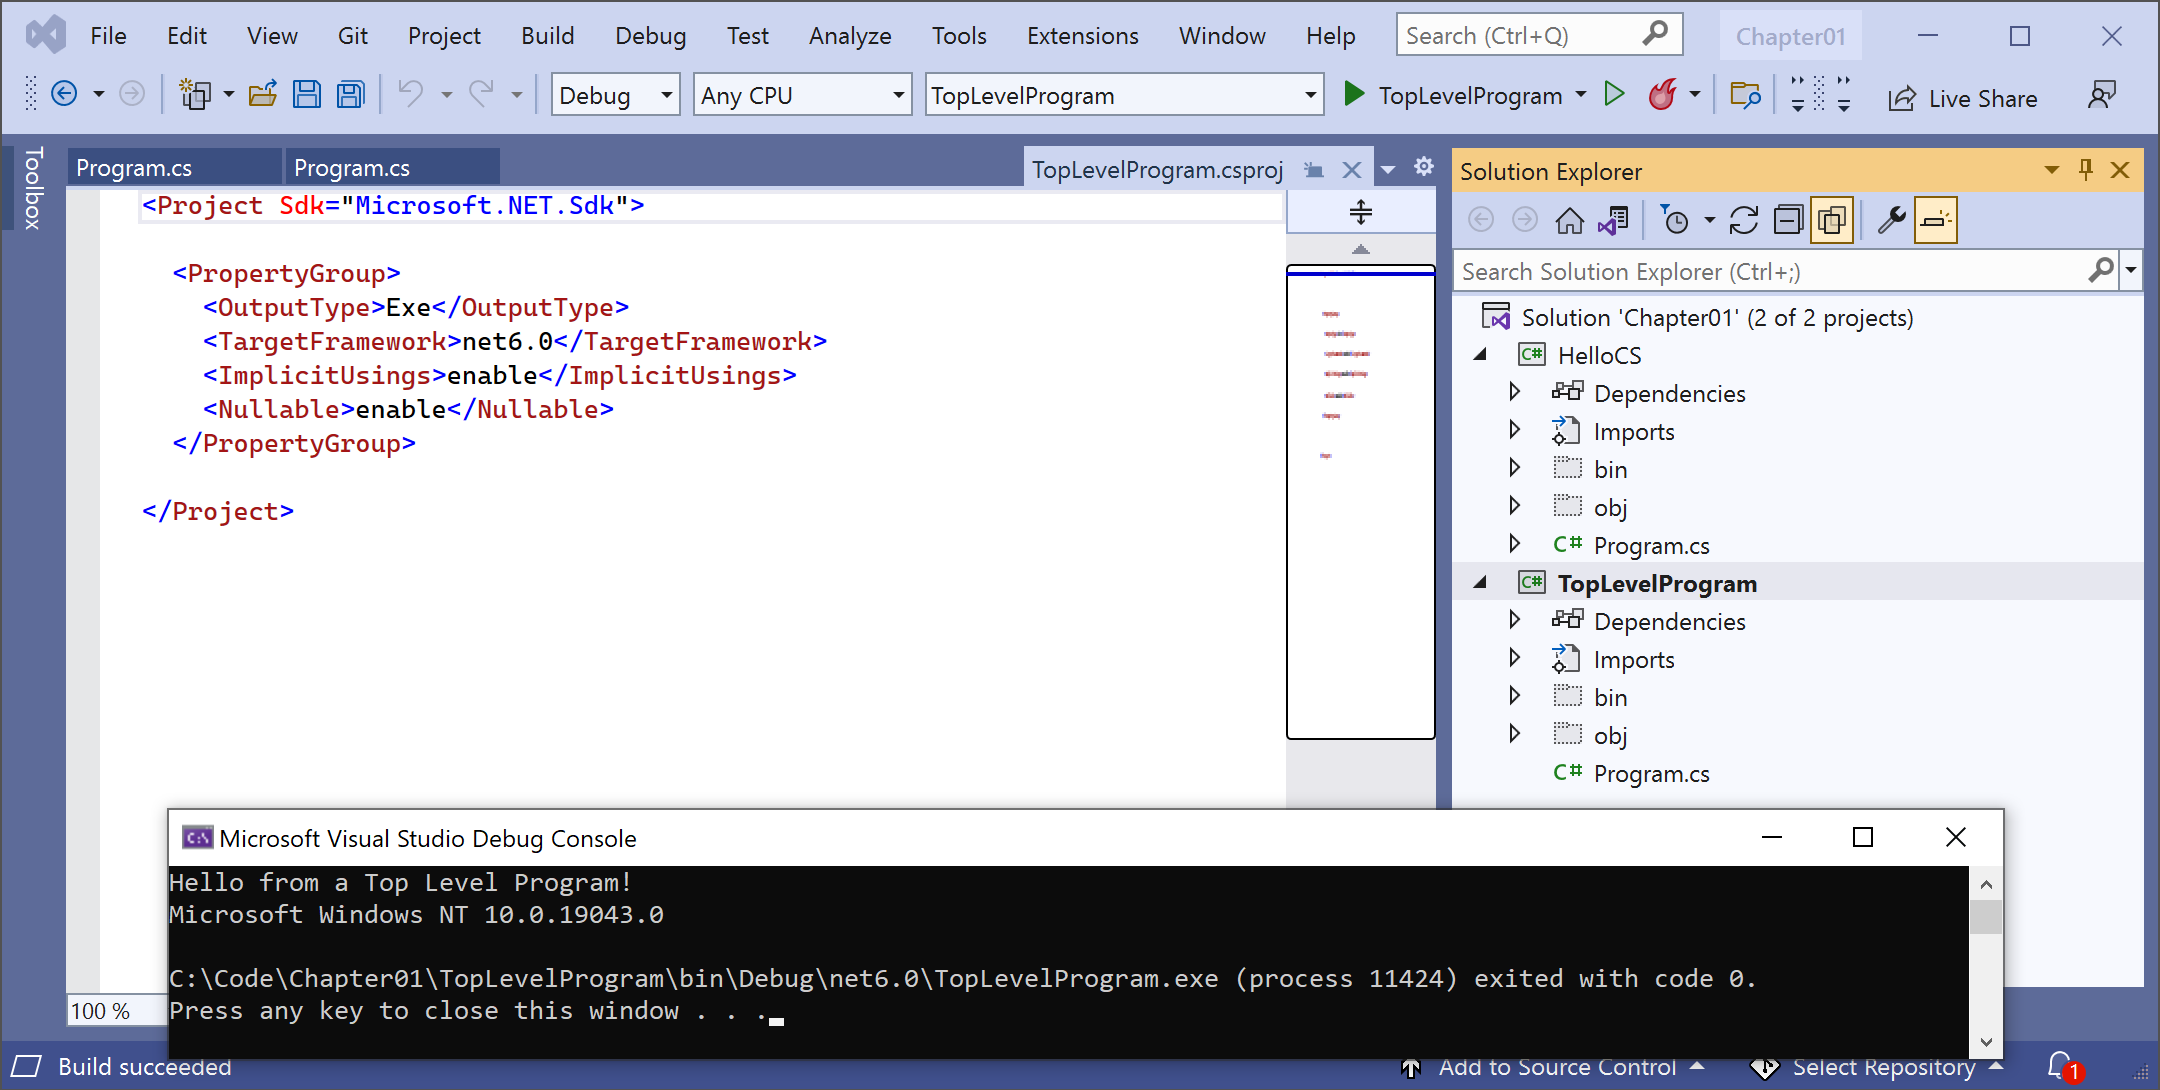 File Edit View Git Project Build Debug Test Analyze Tools Extensions Window Help Search (Ctrl+Q) Chapter01
Debug Any CPU TopLevelProgram TopLevelProgram Live Share
Toolbox
Program.cs Program.cs TopLevelProgram.csproj
<Project Sdk="Microsoft.NET.Sdk">
<PropertyGroup>
<OutputType>Exe</OutputType>
<TargetFramework>net6.0</TargetFramework>
<ImplicitUsings>enable</ImplicitUsings>
<Nullable>enable</Nullable>
</PropertyGroup>
</Project>
Solution Explorer
Search Solution Explorer (Ctrl+;)
Solution 'Chapter01' (2 of 2 projects)
C# HelloCS
Dependencies
Imports
bin
obj
C# Program.cs
C# TopLevelProgram
Dependencies
Imports
bin
obj
C# Program.cs
C:\ Microsoft Visual Studio Debug Console
Hello from a Top Level Program!
Microsoft Windows NT 10.0.19043.0
C:\Code\Chapter01\TopLevelProgram\bin\Debug\net6.0\TopLevelProgram.exe (process 11424) exited with code 0.
Press any key to close this window . . .
100 %
Build succeeded Add to Source Control Select Repository 1